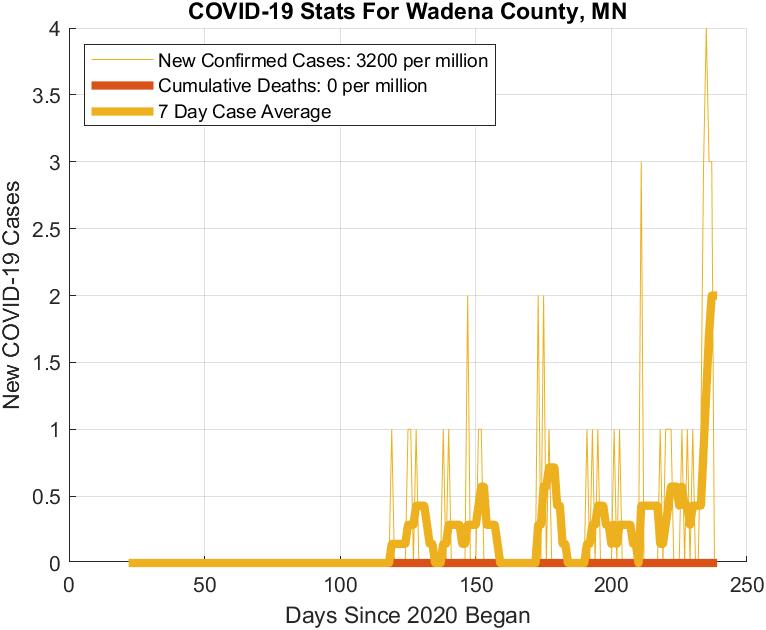 COVID-19 Stats For Wadena County, MN
New Confirmed Cases: 3200 per million
Cumulative Deaths: 0 per million
7 Day Case Average
New COVID-19 Cases
4
3.5
3
2.5
2
1.5
1
0.5
0
0 50 100 150 200 250
Days Since 2020 Began